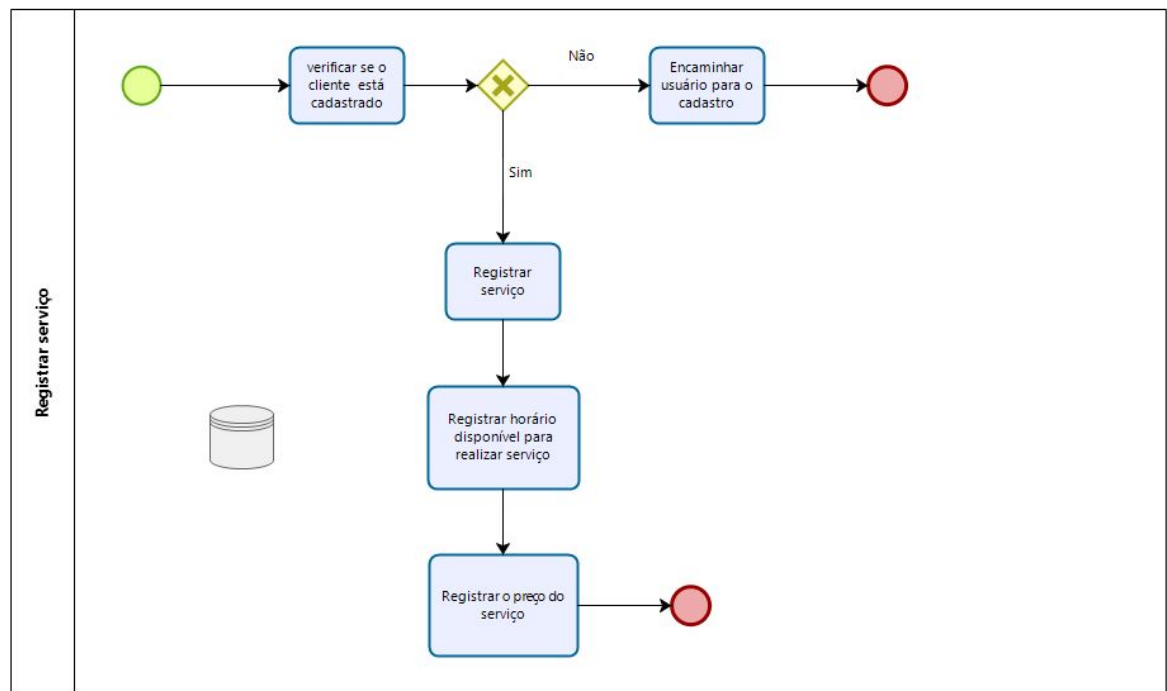 Registrar serviço
verificar se o
cliente está
cadastrado
Não
Encaminhar
usuário para o
cadastro
Sim
Registrar
serviço
Registrar horário
disponível para
realizar serviço
Registrar o preço do
serviço